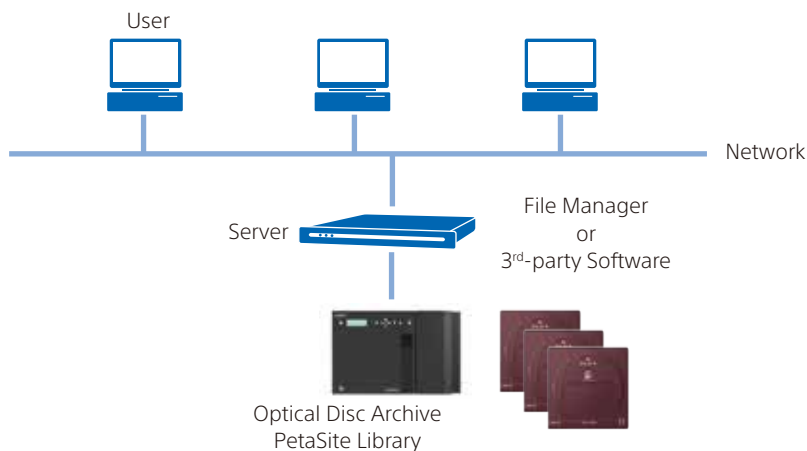 User
Network
Server
File Manager
or
3rd-party Software
Optical Disc Archive
PetaSite Library